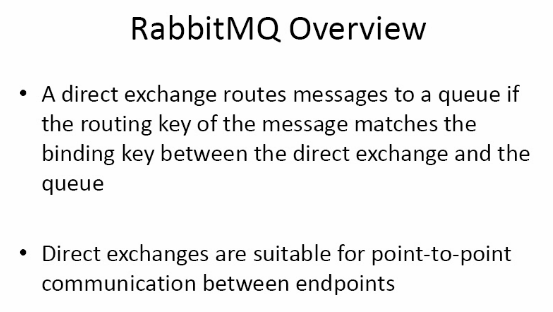 RabbitMQ Overview
• A direct exchange routes messages to a queue if
the routing key of the message matches the
binding key between the direct exchange and the
queue
• Direct exchanges are suitable for point-to-point
communication between endpoints